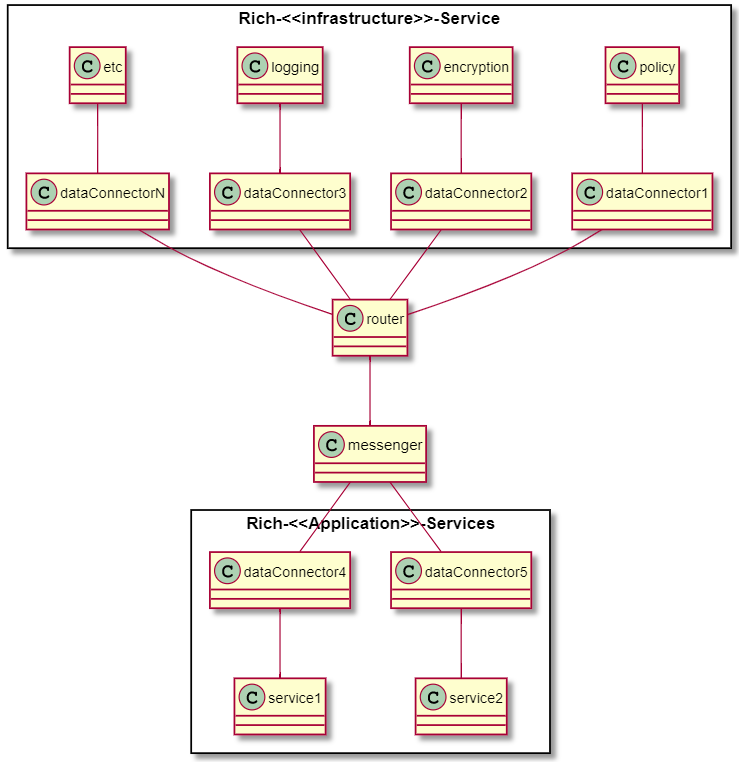 Rich-<<infrastructure>>-Service
C etc
C logging
C encryption
C policy
C dataConnectorN
C dataConnector3
C dataConnector2
C dataConnector1
C router
C messenger
Rich-<<Application>>-Services
C dataConnector4
C dataConnector5
C service1
C service2